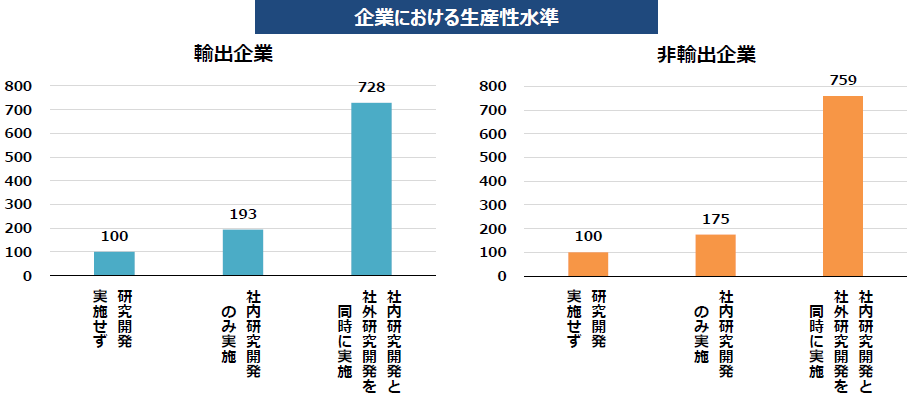 企業における生産性水準
輸出企業
800
700
600
500
400
300
200
100
0
100
193
728
研究開発
実施せず
社内研究開発
のみ実施
社内研究開発と
社外研究開発を
同時に実施
非輸出企業
800
700
600
500
400
300
200
100
0
100
175
759
研究開発
実施せず
社内研究開発
のみ実施
社内研究開発と
社外研究開発を
同時に実施